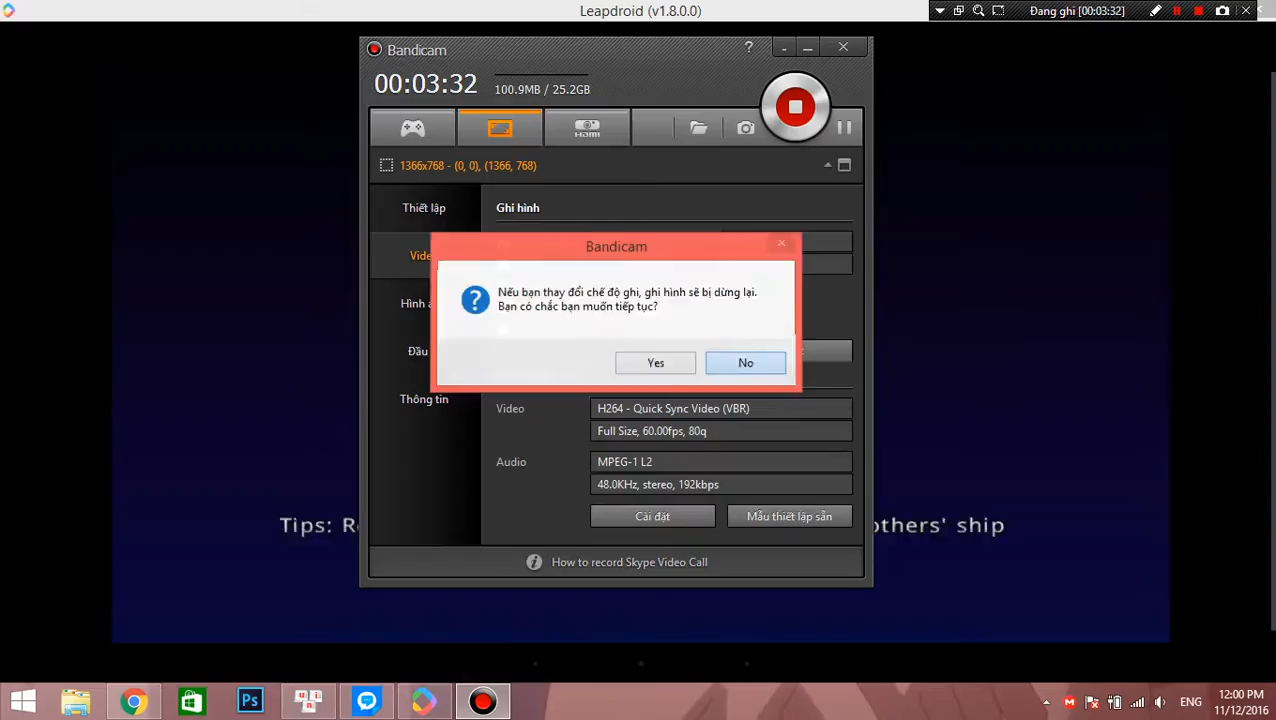 Leapdroid (v1.8.0.0)
Đang ghi [00:03:32]
Bandicam
?
00:03:32
100.9MB / 25.2GB
HDMI
1366x768 - (0, 0), (1366, 768)
Thiết lập
Ghi hình
Bandicam
Nếu bạn thay đổi chế độ ghi, ghi hình sẽ bị dừng lại.
Bạn có chắc bạn muốn tiếp tục?
Yes
No
Thông tin
Video
H264 - Quick Sync Video (VBR)
Full Size, 60.00fps, 80q
Audio
MPEG-1 L2
48.0KHz, stereo, 192kbps
Cài đặt
Mẫu thiết lập sẵn
Tips:
others' ship
How to record Skype Video Call
Ps
ENG
12:00 PM
11/12/2016